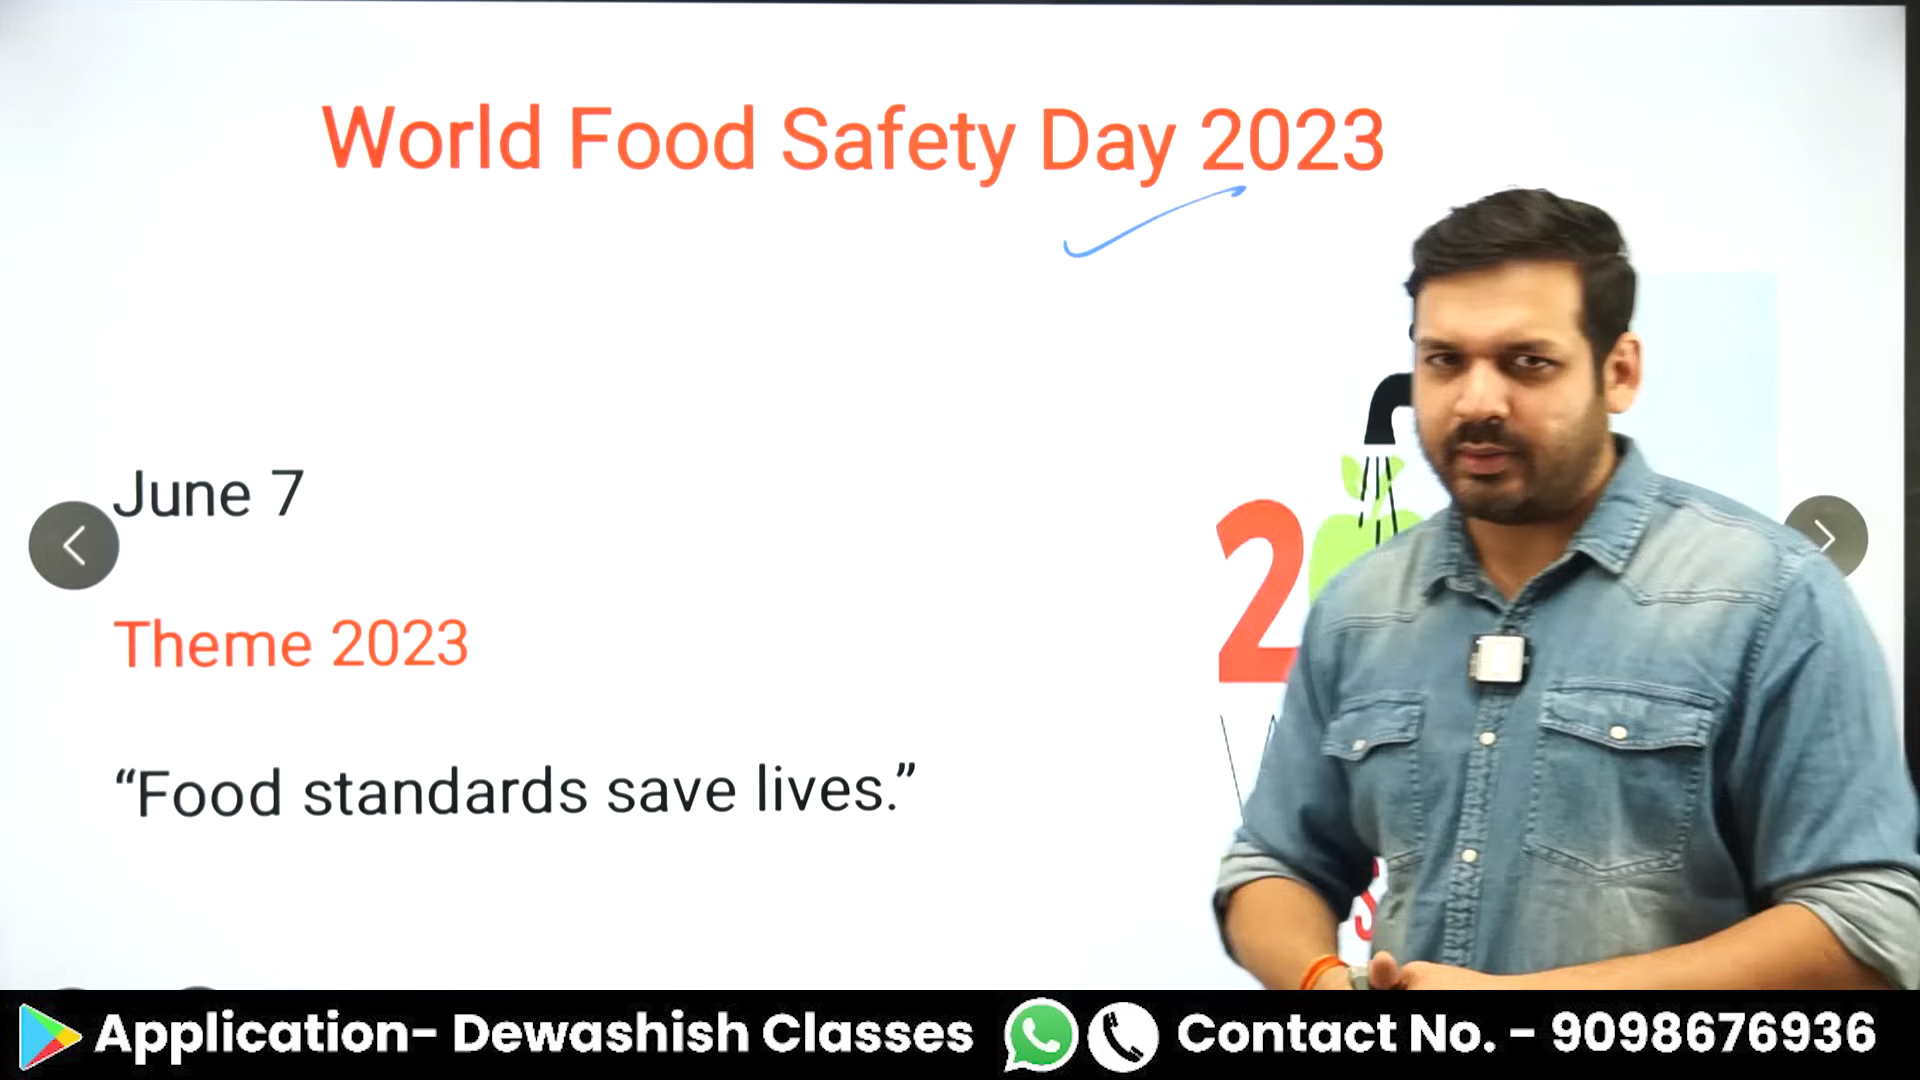 World Food Safety Day 2023
June 7
Theme 2023
“Food standards save lives.”
2
Application- Dewashish Classes
Contact No. - 9098676936